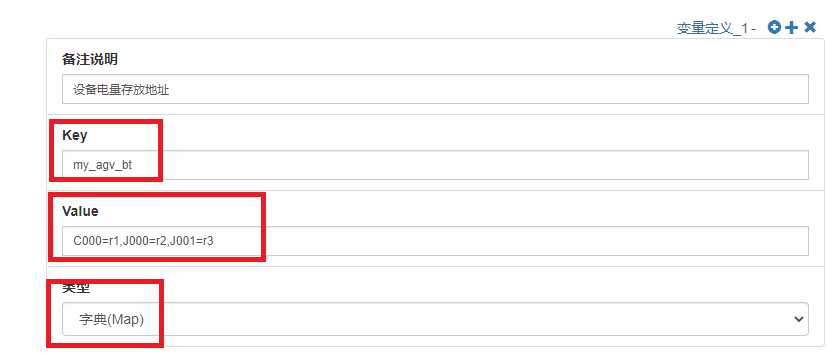 变量定义_1 -
备注说明
设备电量存放地址
Key
my_agv_bt
Value
C000=r1,J000=r2,J001=r3
类型
字典(Map)